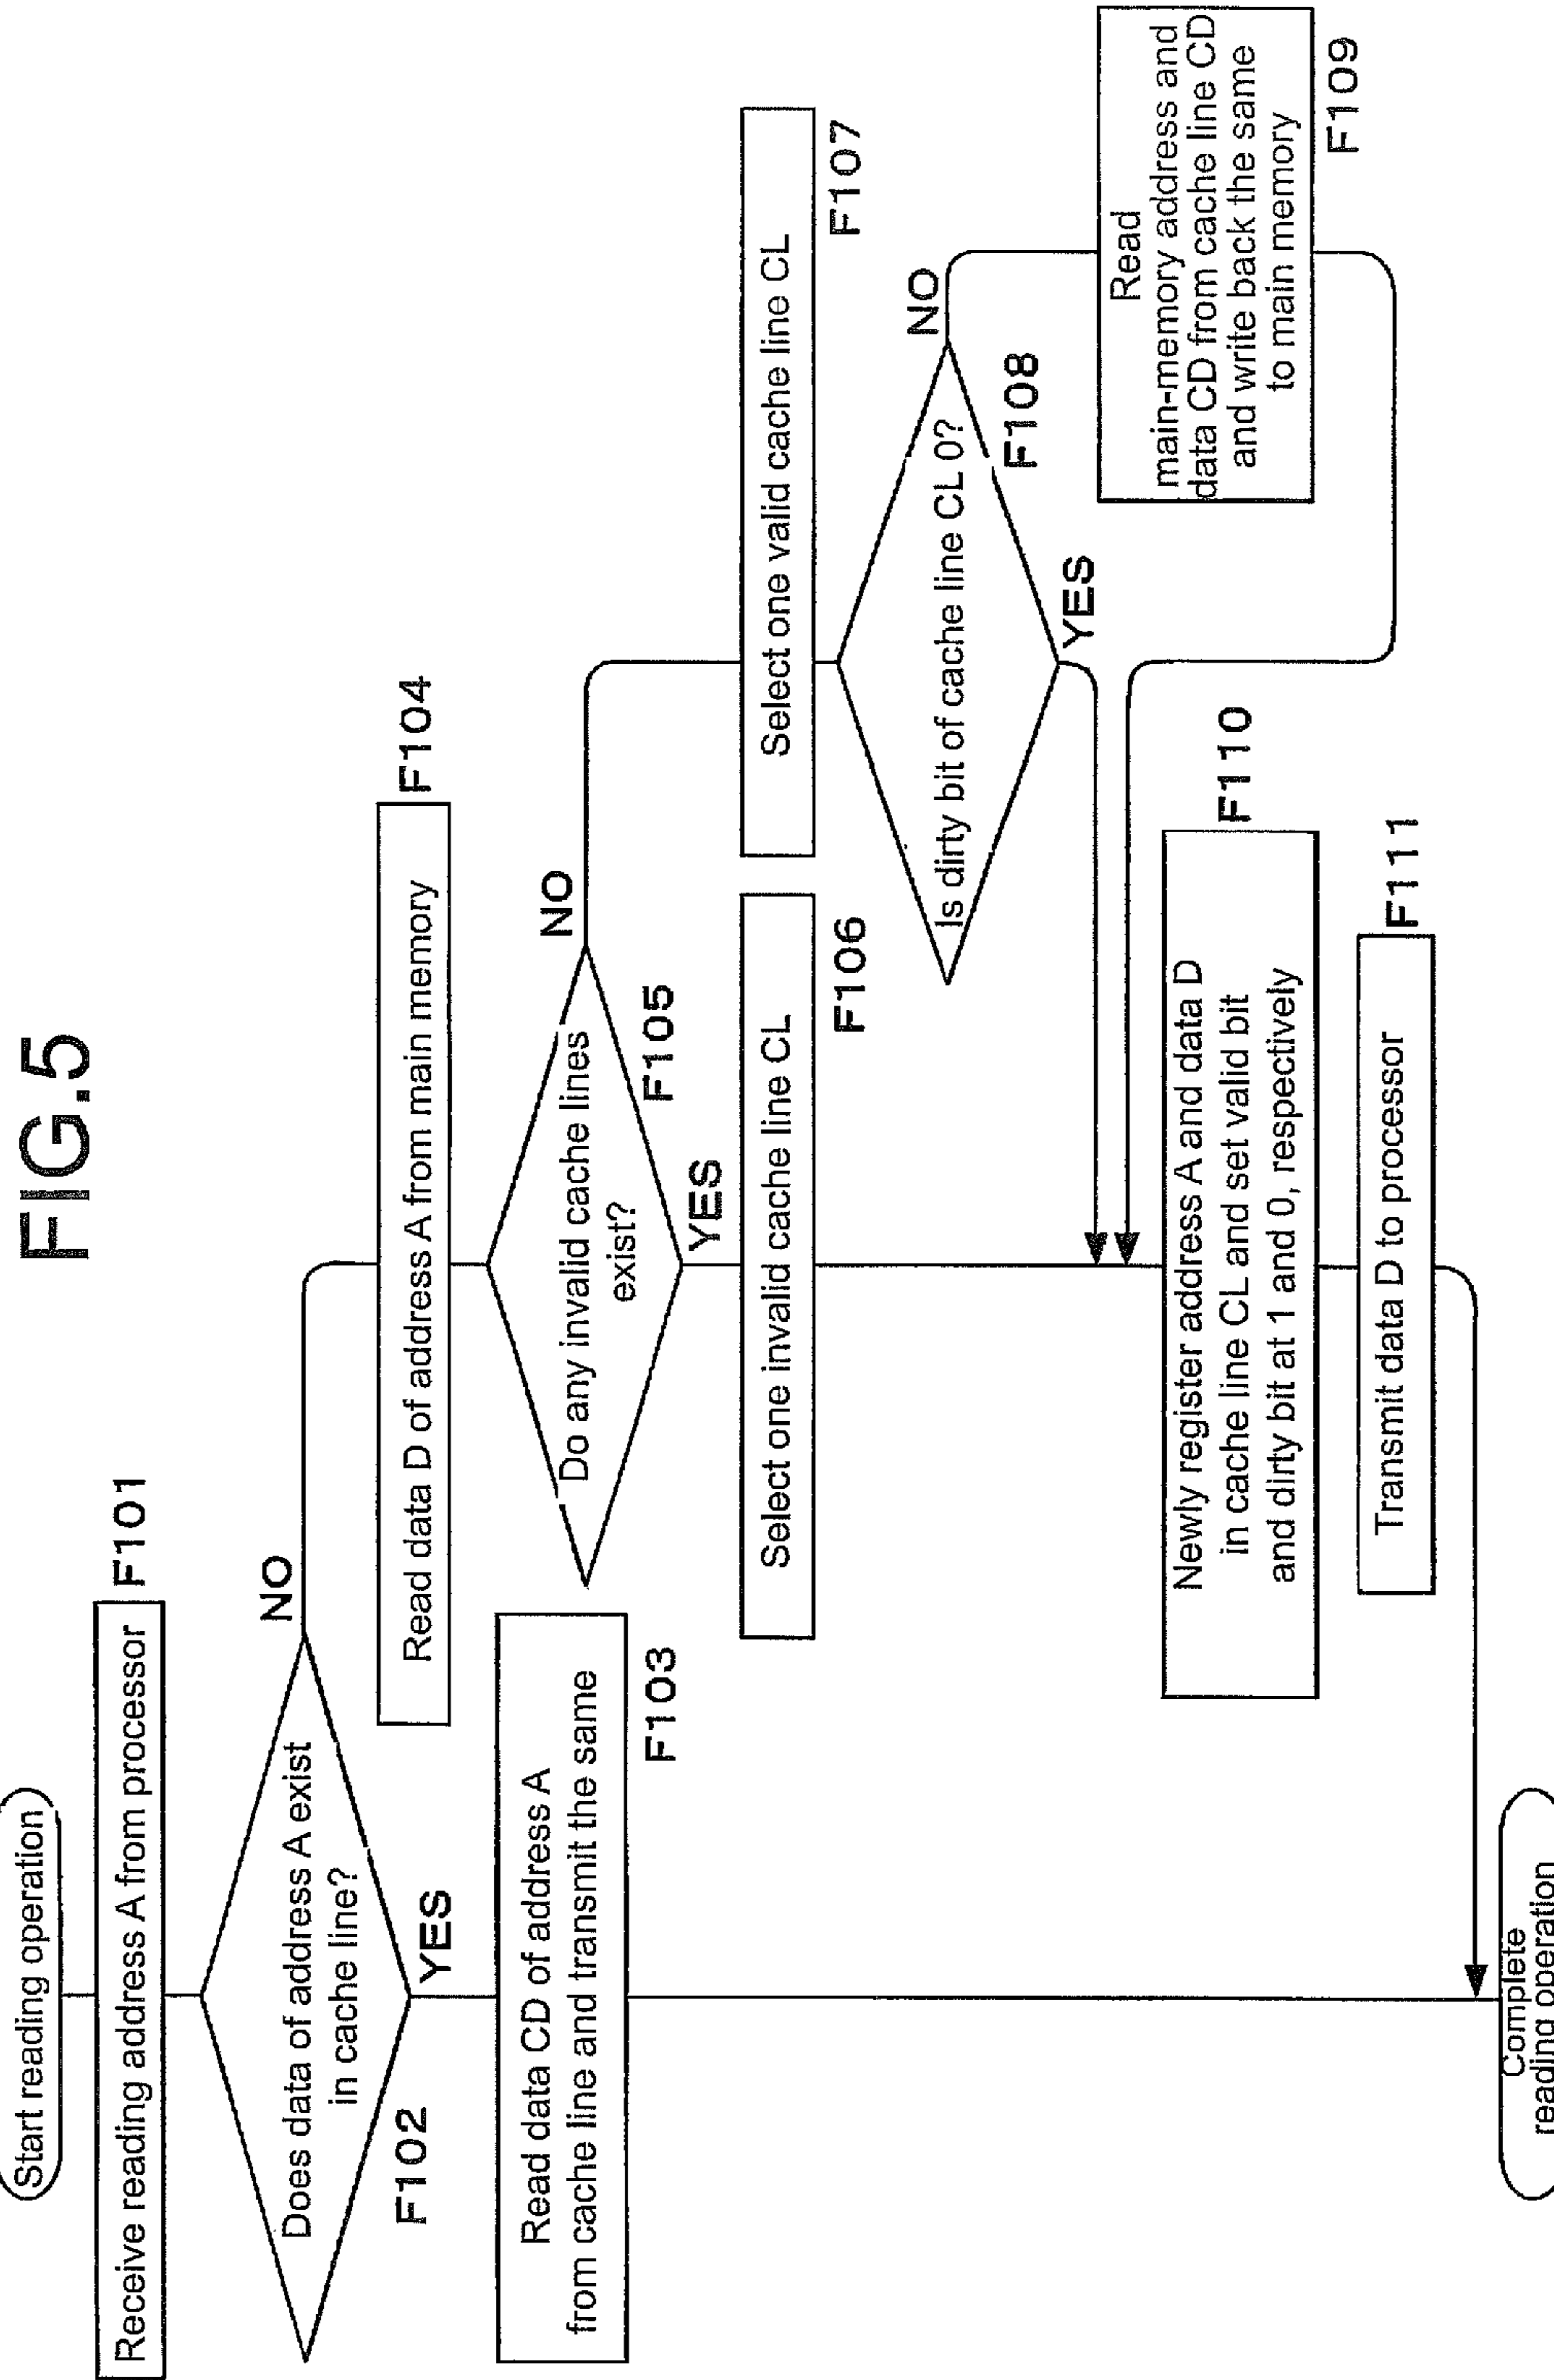 FIG.5
Start reading operation
Receive reading address A from processor
F101
Does data of address A exist
in cache line?
F102
NO
YES
Read data CD of address A
from cache line and transmit the same
F103
Read data D of address A from main memory
F104
Do any invalid cache lines
exist?
F105
NO
YES
Select one invalid cache line CL
F106
Select one valid cache line CL
F107
Is dirty bit of cache line CL 0?
F108
NO
YES
Read
main-memory address and
data CD from cache line CD
and write back the same
to main memory
F109
Newly register address A and data D
in cache line CL and set valid bit
and dirty bit at 1 and 0, respectively
F110
Transmit data D to processor
F111
Complete
reading operation